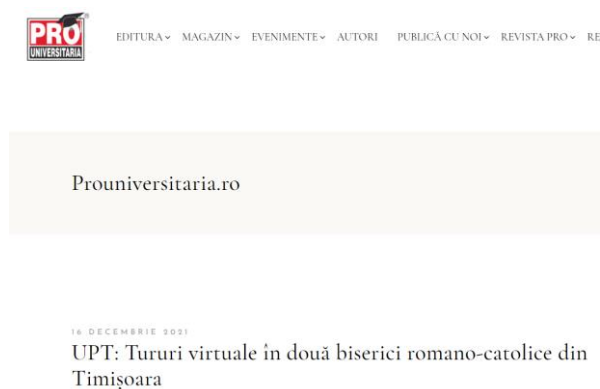 PRO
UNIVERSITARIA
EDITURA MAGAZIN EVENIMENTE AUTORI PUBLICĂ CU NOI REVISTA PRO RE
Prouniversitaria.ro
16 DECEMBRIE 2021
UPT: Tururi virtuale în două biserici romano-catolice din
Timișoara